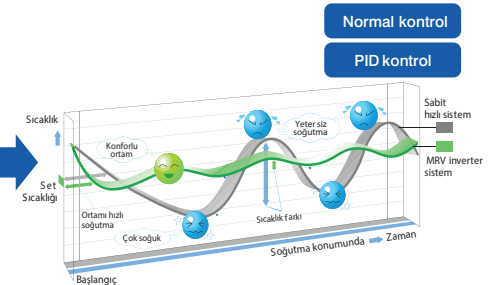 Normal kontrol
PID kontrol
Sıcaklık
Konforlu
ortam
Yeter siz
soğutma
Sabit
hızlı sistem
MRV inverter
sistem
Set
Sıcaklığı
Ortamı hızlı
soğutma
Çok soğuk
Sıcaklık farkı
Soğutma konumunda
Zaman
Başlangıç